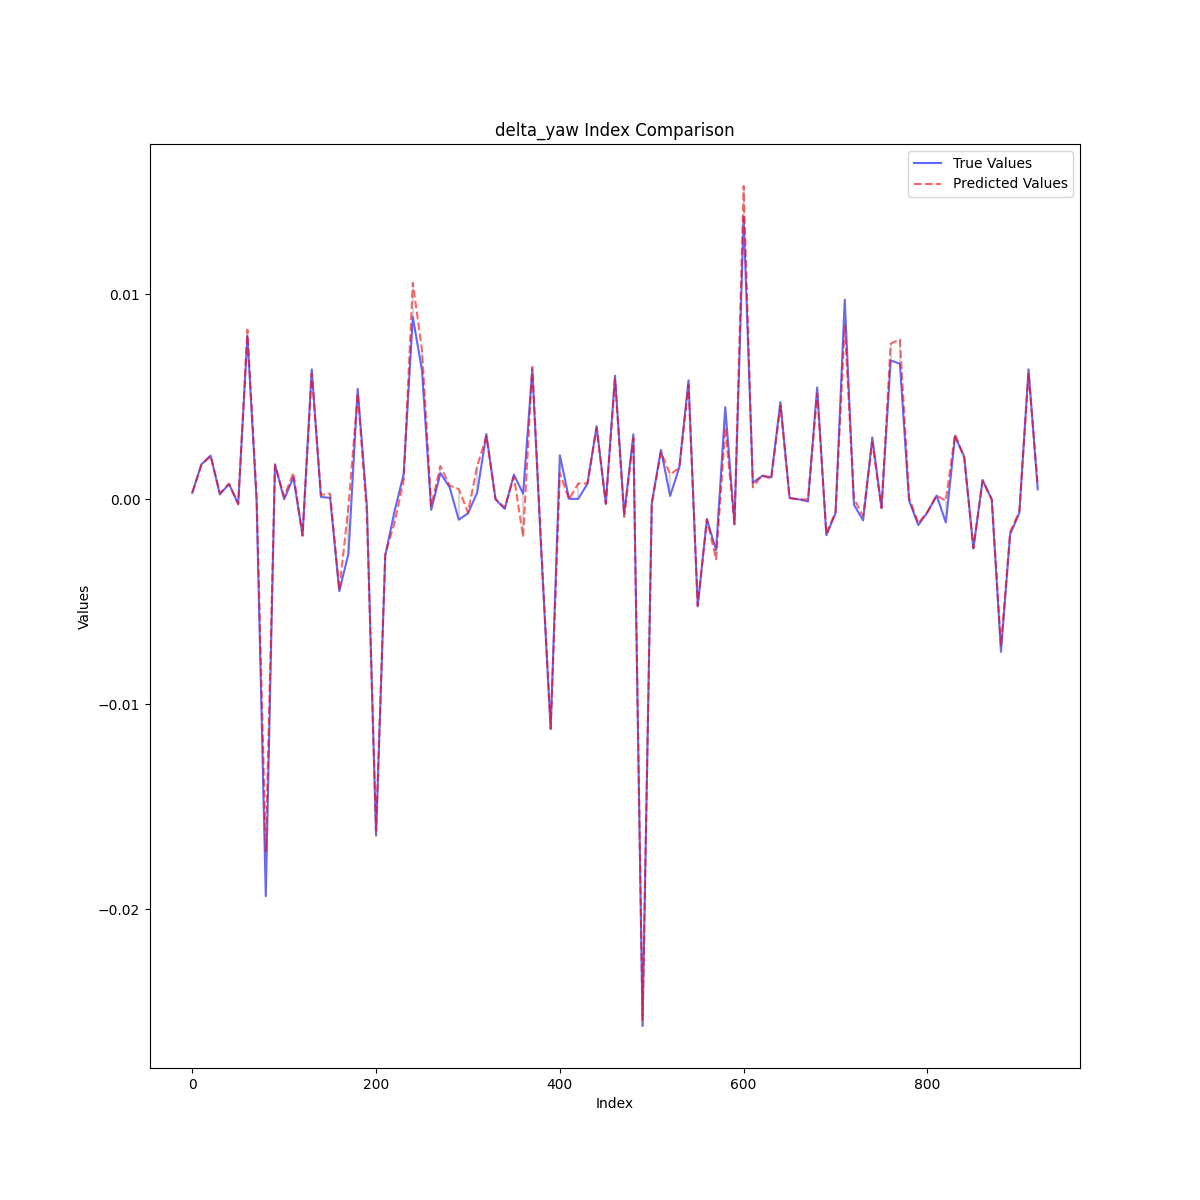 delta_yaw Index Comparison
True Values
Predicted Values
0.01
0.00
−0.01
−0.02
Values
0
200
400
600
800
Index